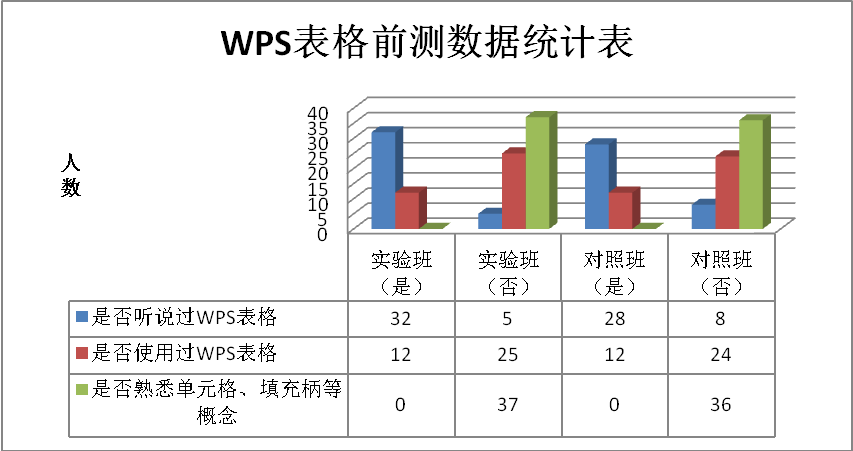 WPS表格前测数据统计表
人
数
40
35
30
25
20
15
10
5
0
实验班 实验班 对照班 对照班
（是） （否） （是） （否）
是否听说过WPS表格 32 5 28 8
是否使用过WPS表格 12 25 12 24
是否熟悉单元格、填充柄等
概念 0 37 0 36